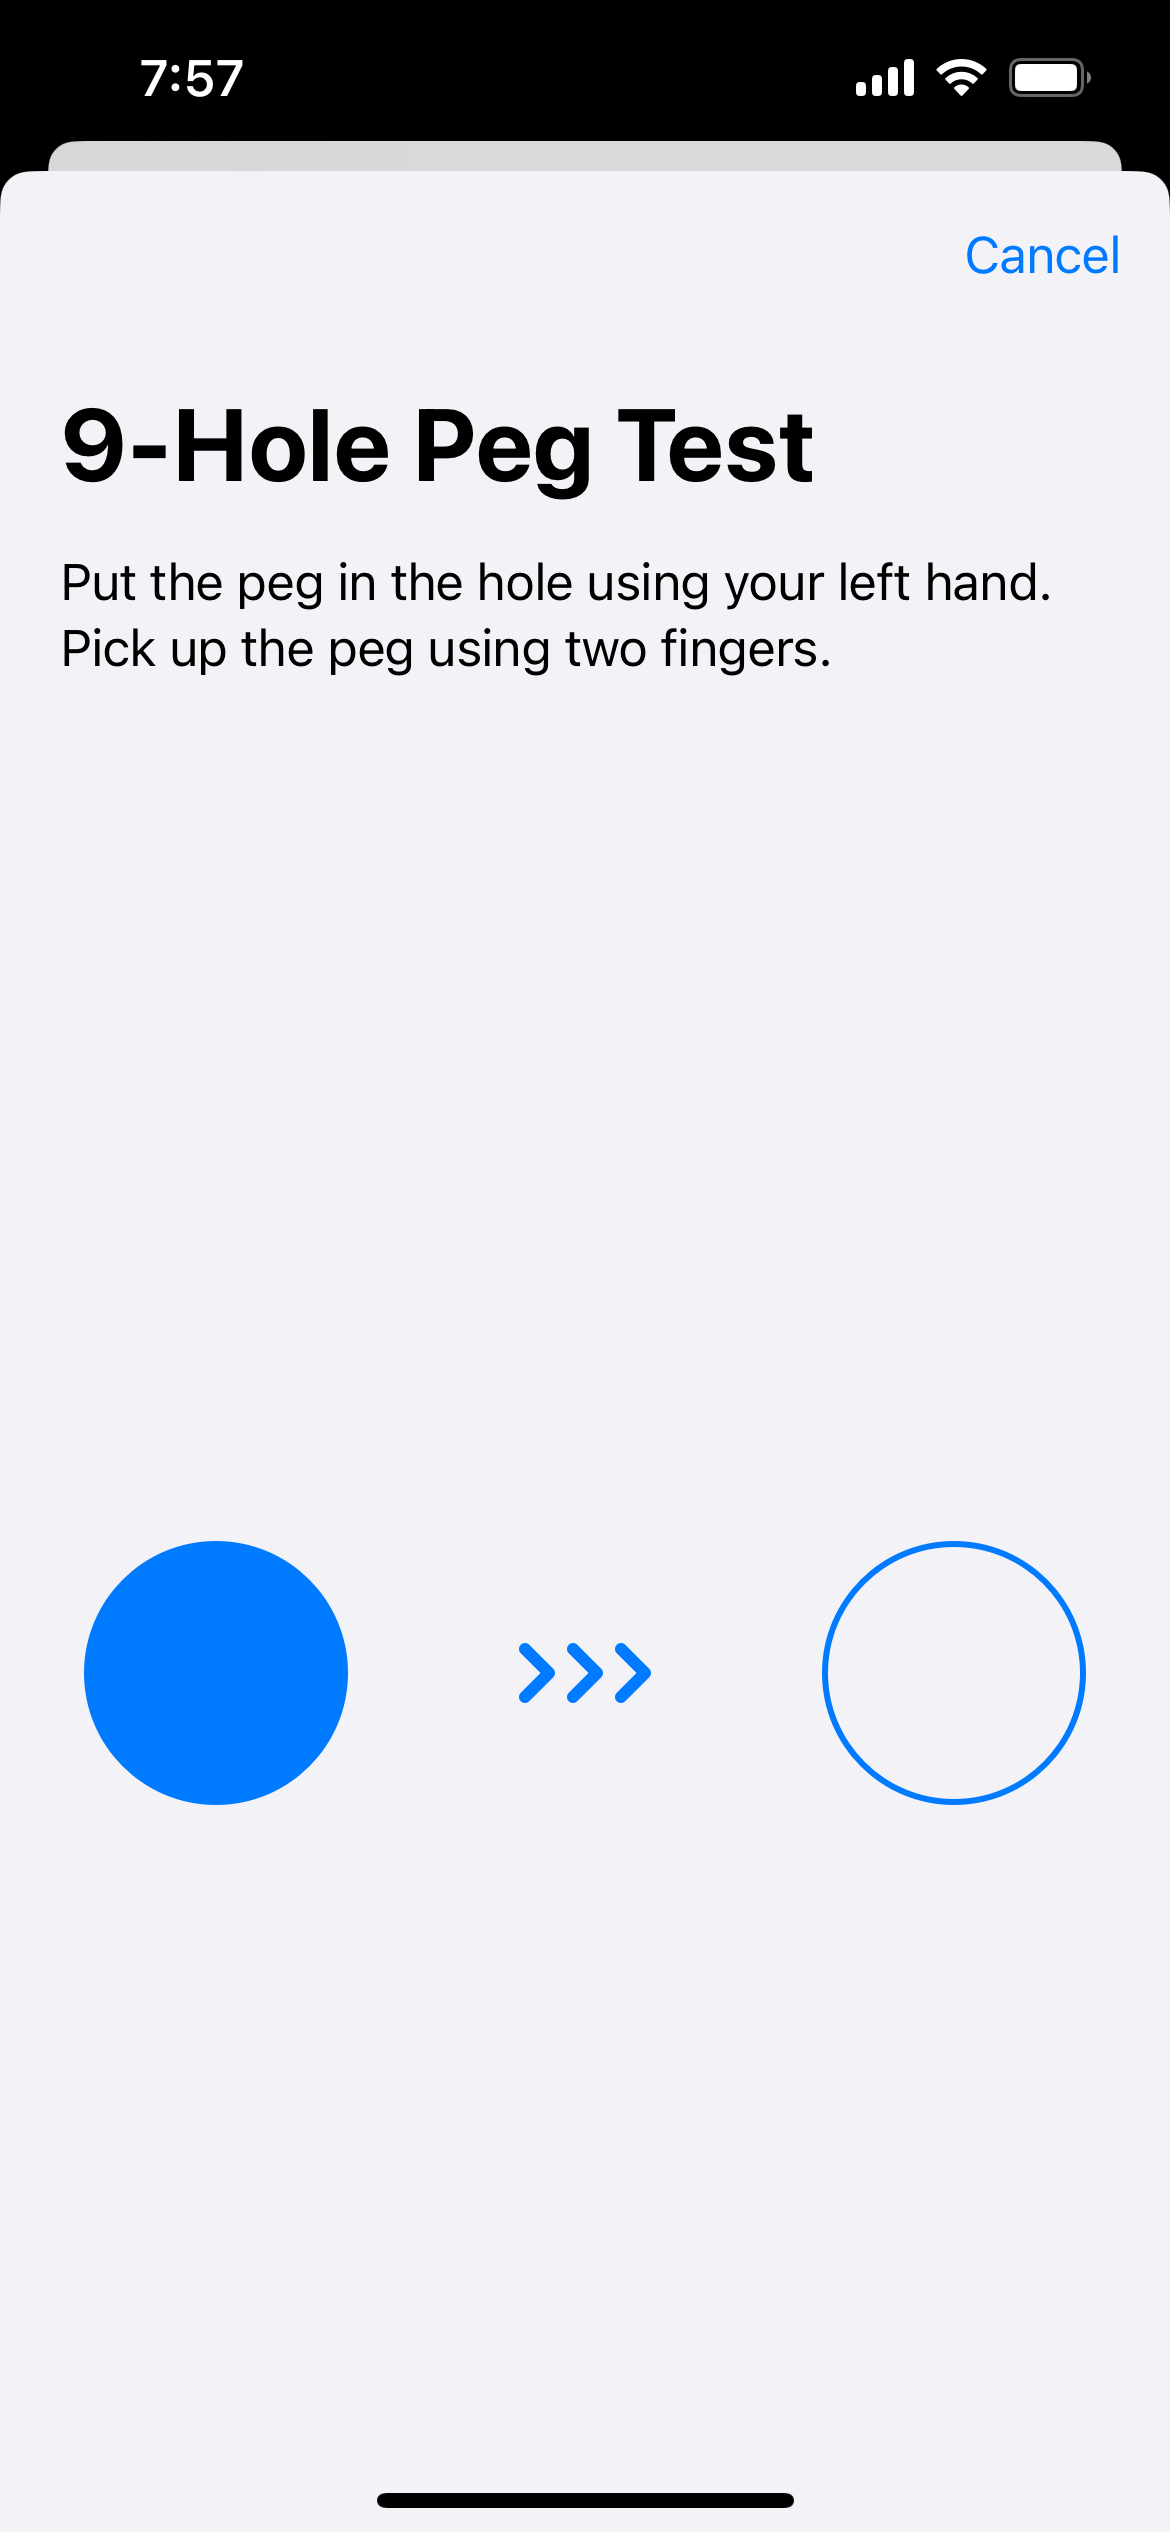 7:57
Cancel
9-Hole Peg Test
Put the peg in the hole using your left hand.
Pick up the peg using two fingers.